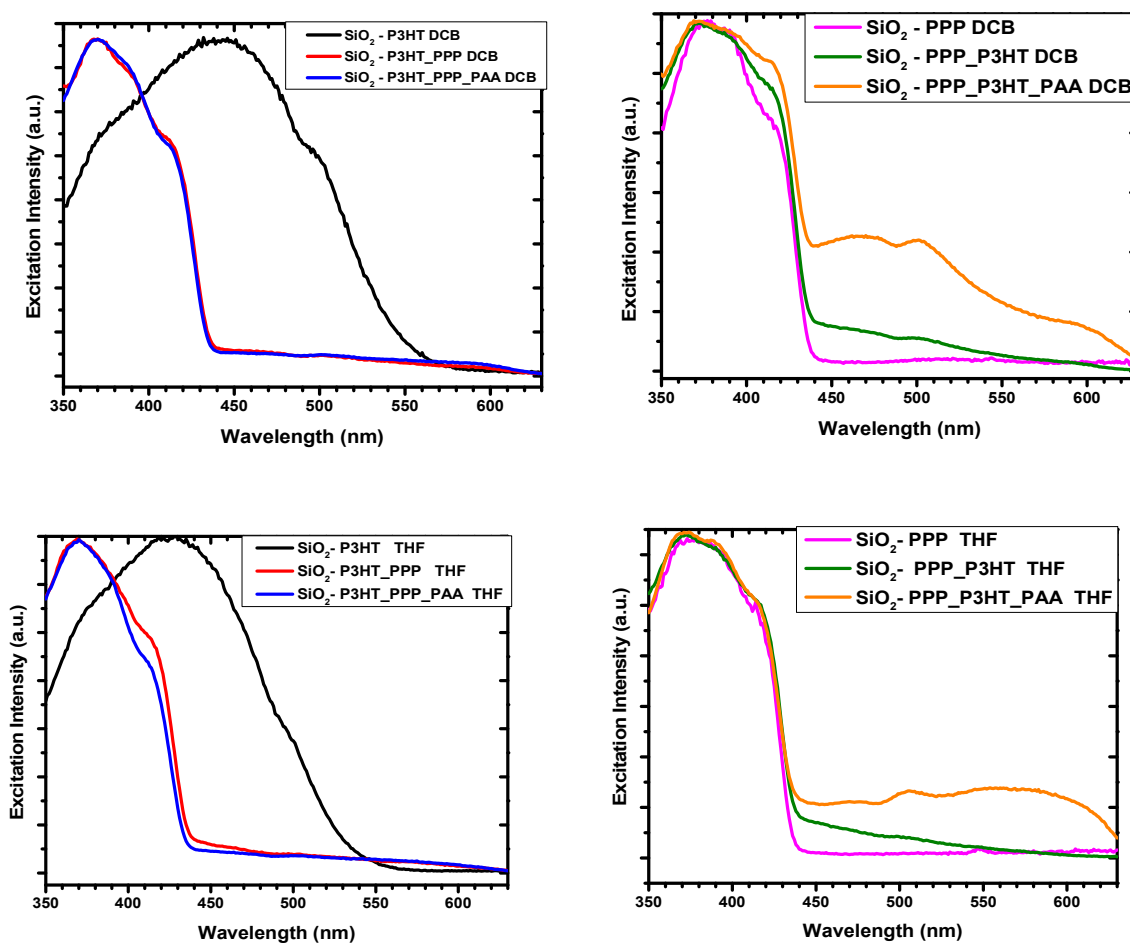 Excitation Intensity (a.u.)
SiO2 - P3HT DCB
SiO2 - P3HT_PPP DCB
SiO2 - P3HT_PPP_PAA DCB
350 400 450 500 550 600
Wavelength (nm)
Excitation Intensity (a.u.)
SiO2 - PPP DCB
SiO2 - PPP_P3HT DCB
SiO2 - PPP_P3HT_PAA DCB
350 400 450 500 550 600
Wavelength (nm)
Excitation Intensity (a.u.)
SiO2- P3HT THF
SiO2- P3HT_PPP THF
SiO2- P3HT_PPP_PAA THF
350 400 450 500 550 600
Wavelength (nm)
Excitation Intensity (a.u.)
SiO2- PPP THF
SiO2- PPP_P3HT THF
SiO2- PPP_P3HT_PAA THF
350 400 450 500 550 600
Wavelength (nm)